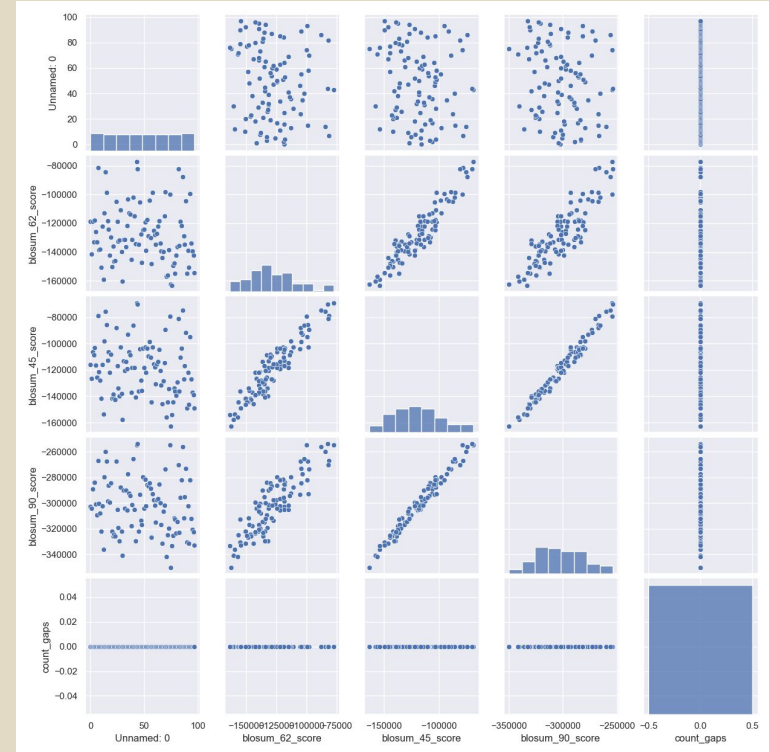 100
80
60
40
20
0
Unnamed: 0
−80000
−100000
−120000
−140000
−160000
blosum_62_score
−80000
−100000
−120000
−140000
−160000
blosum_45_score
−260000
−280000
−300000
−320000
−340000
blosum_90_score
0.04
0.02
0.00
−0.02
−0.04
count_gaps
0 50 100
Unnamed: 0
−150000−125000−100000−75000
blosum_62_score
−150000 −100000
blosum_45_score
−350000 −300000 −250000
blosum_90_score
−0.5 0.0 0.5
count_gaps